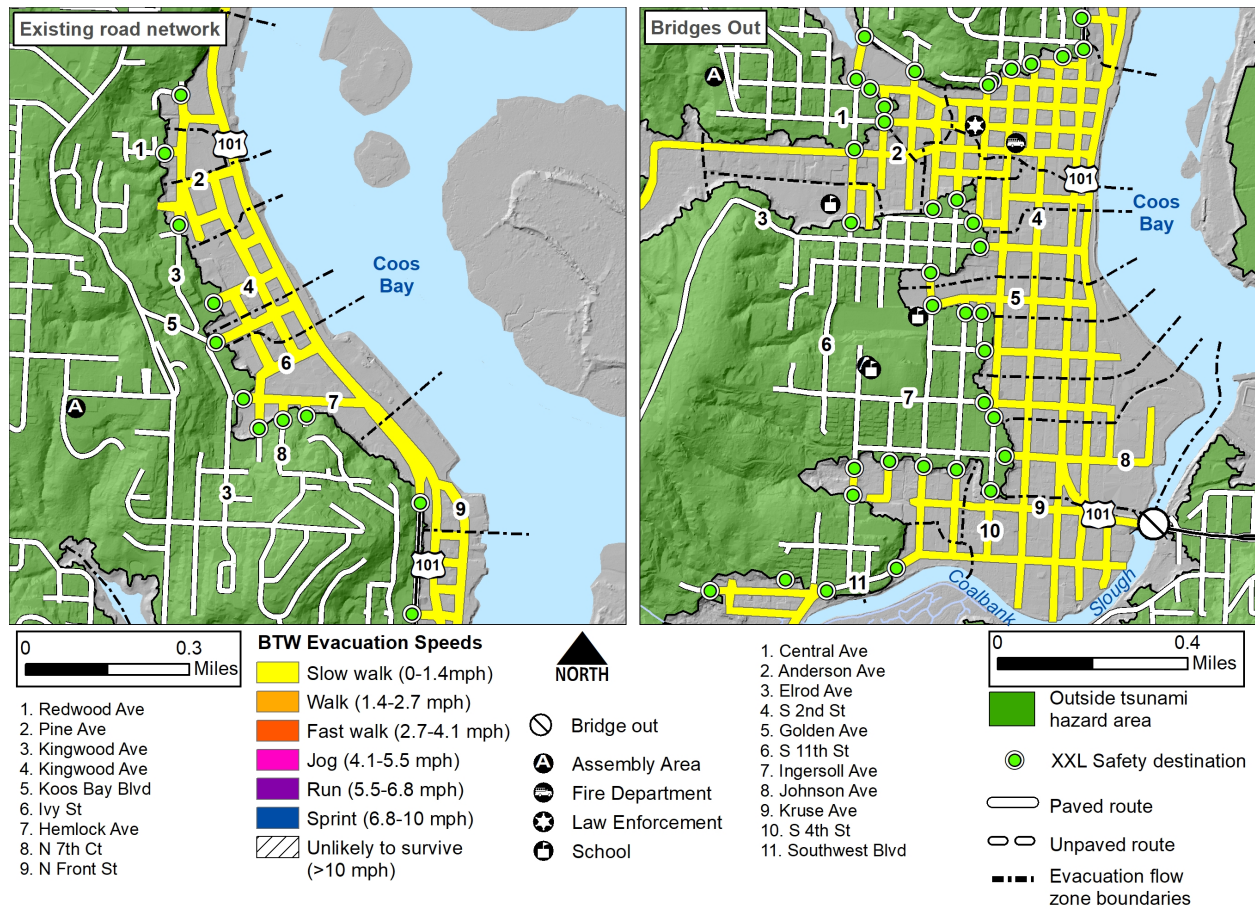 Existing road network
101
1
2
3
Coos
Bay
4
5
6
7
A
8
3
9
101
Bridges Out
A
1
2
101
3
4
Coos
Bay
5
6
7
8
9
101
10
11
Coalbank
Slough
0 0.3
Miles
1. Redwood Ave
2. Pine Ave
3. Kingwood Ave
4. Kingwood Ave
5. Koos Bay Blvd
6. Ivy St
7. Hemlock Ave
8. N 7th Ct
9. N Front St
BTW Evacuation Speeds
Slow walk (0-1.4mph)
Walk (1.4-2.7 mph)
Fast walk (2.7-4.1 mph)
Jog (4.1-5.5 mph)
Run (5.5-6.8 mph)
Sprint (6.8-10 mph)
Unlikely to survive
(>10 mph)
NORTH
Bridge out
A Assembly Area
Fire Department
Law Enforcement
School
1. Central Ave
2. Anderson Ave
3. Elrod Ave
4. S 2nd St
5. Golden Ave
6. S 11th St
7. Ingersoll Ave
8. Johnson Ave
9. Kruse Ave
10. S 4th St
11. Southwest Blvd
0 0.4
Miles
Outside tsunami
hazard area
XXL Safety destination
Paved route
Unpaved route
Evacuation flow
zone boundaries